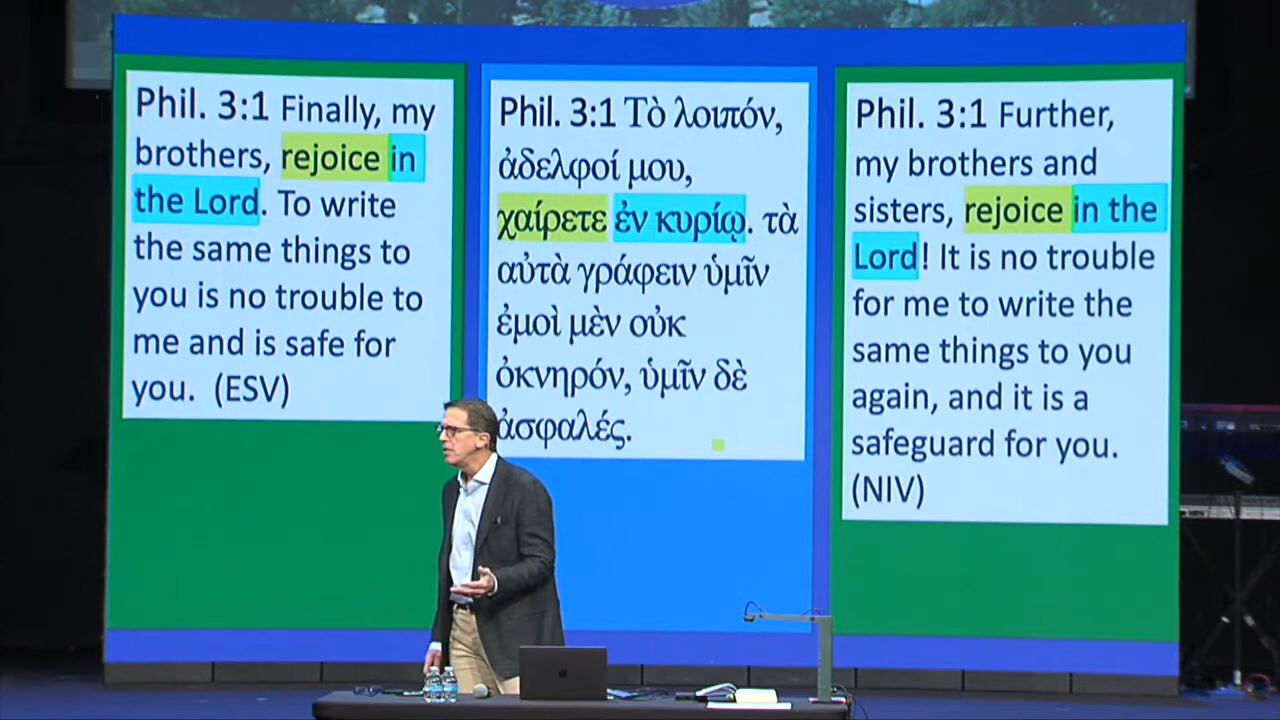 Phil. 3:1 Finally, my
brothers, rejoice in
the Lord. To write
the same things to
you is no trouble to
me and is safe for
you. (ESV)
Phil. 3:1 Τὸ λοιπόν,
ἀδελφοί μου,
χαίρετε ἐν κυρίῳ. τὰ
αὐτὰ γράφειν ὑμῖν
ἐμοὶ μὲν οὐκ
ὀκνηρόν, ὑμῖν δὲ
ἀσφαλές.
Phil. 3:1 Further,
my brothers and
sisters, rejoice in the
Lord! It is no trouble
for me to write the
same things to you
again, and it is a
safeguard for you.
(NIV)